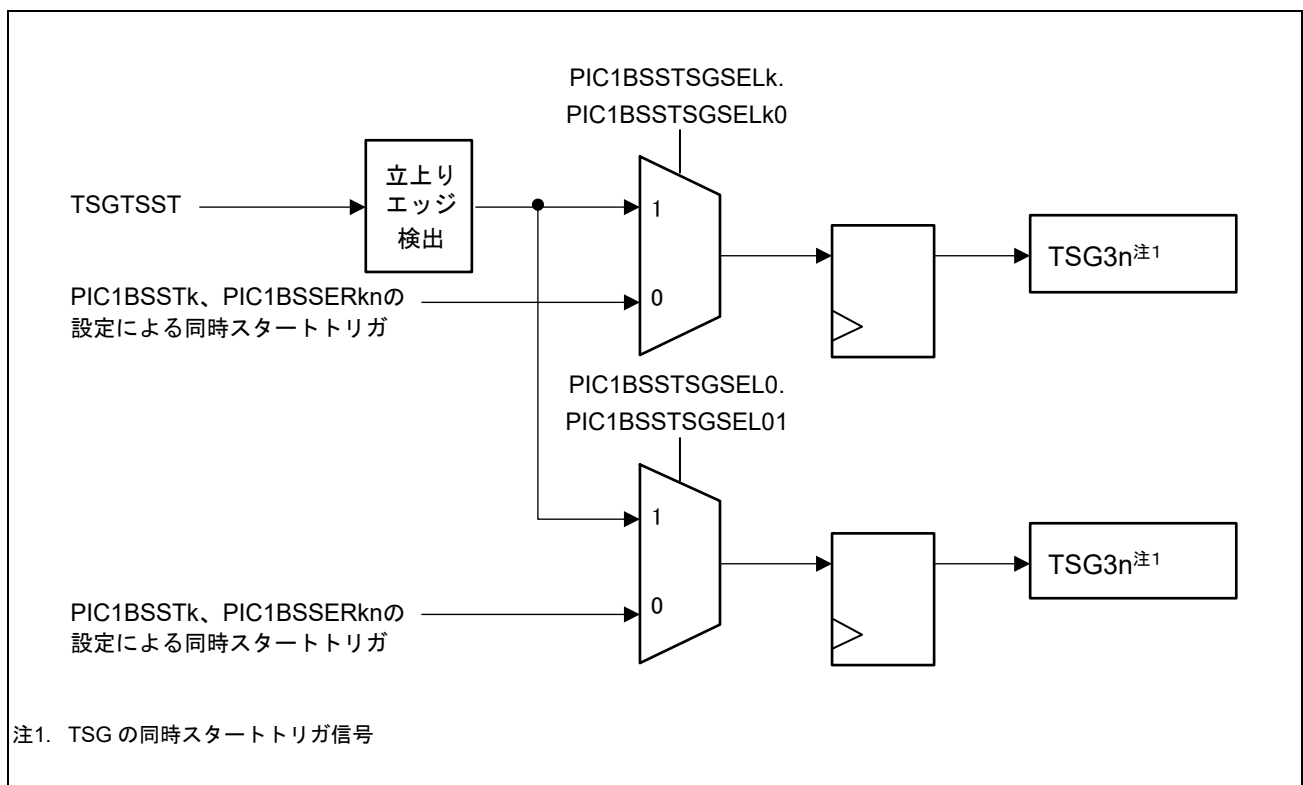 PIC1BSSTSGSELk.
PIC1BSSTSGSELk0
立上り
エッジ
検出
TSGTSST
1
TSG3n注1
PIC1BSSTk、PIC1BSSERknの
設定による同時スタートトリガ
0
PIC1BSSTSGSEL0.
PIC1BSSTSGSEL01
1
TSG3n注1
PIC1BSSTk、PIC1BSSERknの
設定による同時スタートトリガ
0
注1. TSG の同時スタートトリガ信号